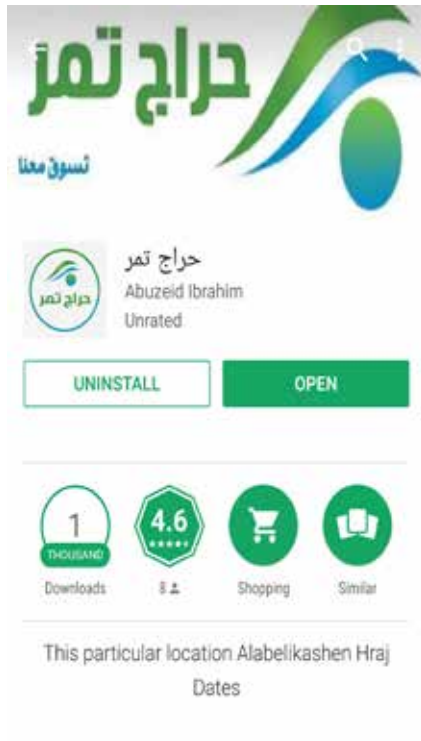 حراج تمر
تسوق معنا
حراج تمر
حراج تمر
Abuzeid Ibrahim
Unrated
UNINSTALL
OPEN
1
THOUSAND
Downloads
4.6
8
Shopping
Similar
This particular location Alabelikashen Hraj
Dates